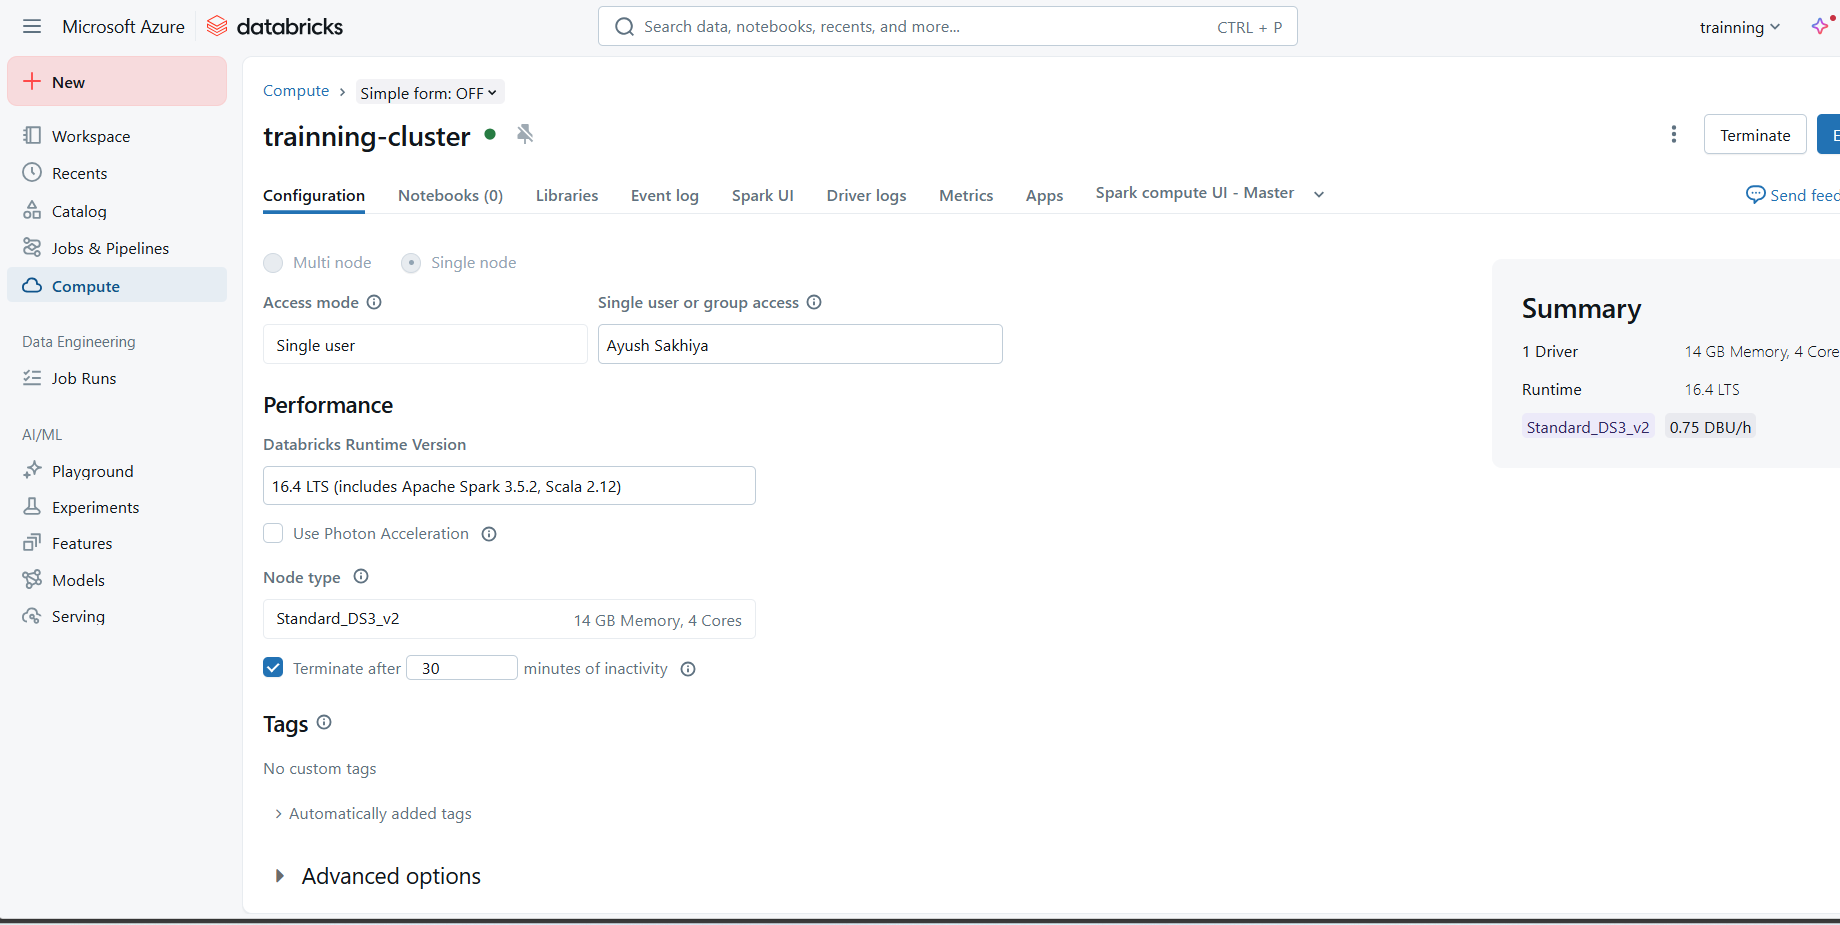 Microsoft Azure databricks
Search data, notebooks, recents, and more... CTRL + P
trainning
New
Workspace
Recents
Catalog
Jobs & Pipelines
Compute
Data Engineering
Job Runs
AI/ML
Playground
Experiments
Features
Models
Serving
Compute › Simple form: OFF
trainning-cluster
Terminate
Configuration Notebooks (0) Libraries Event log Spark UI Driver logs Metrics Apps Spark compute UI - Master
Send feed
Multi node Single node
Access mode Single user or group access
Single user Ayush Sakhiya
Performance
Databricks Runtime Version
16.4 LTS (includes Apache Spark 3.5.2, Scala 2.12)
Use Photon Acceleration
Node type
Standard_DS3_v2 14 GB Memory, 4 Cores
Terminate after 30 minutes of inactivity
Tags
No custom tags
Automatically added tags
Advanced options
Summary
1 Driver 14 GB Memory, 4 Core
Runtime 16.4 LTS
Standard_DS3_v2 0.75 DBU/h